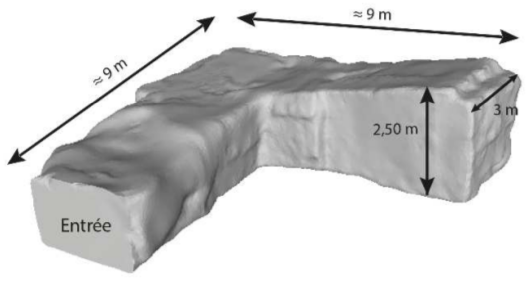 ≈ 9 m
≈ 9 m
2,50 m
3 m
Entrée